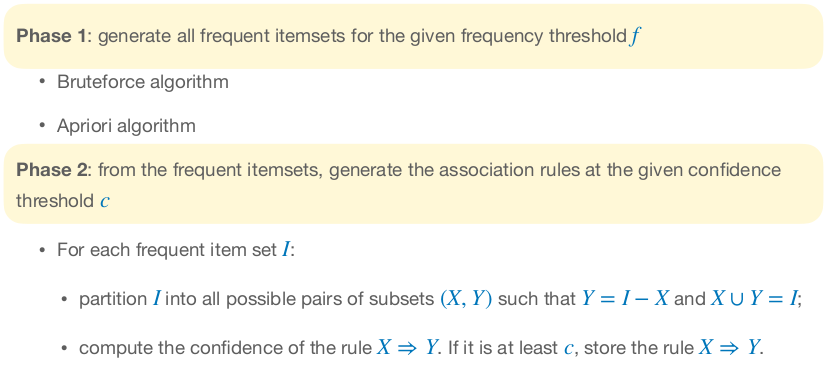 Phase 1: generate all frequent itemsets for the given frequency threshold f
• Bruteforce algorithm
• Apriori algorithm
Phase 2: from the frequent itemsets, generate the association rules at the given confidence
threshold c
• For each frequent item set I:
• partition I into all possible pairs of subsets (X, Y) such that Y = I − X and X ∪ Y = I;
• compute the confidence of the rule X ⇒ Y. If it is at least c, store the rule X ⇒ Y.